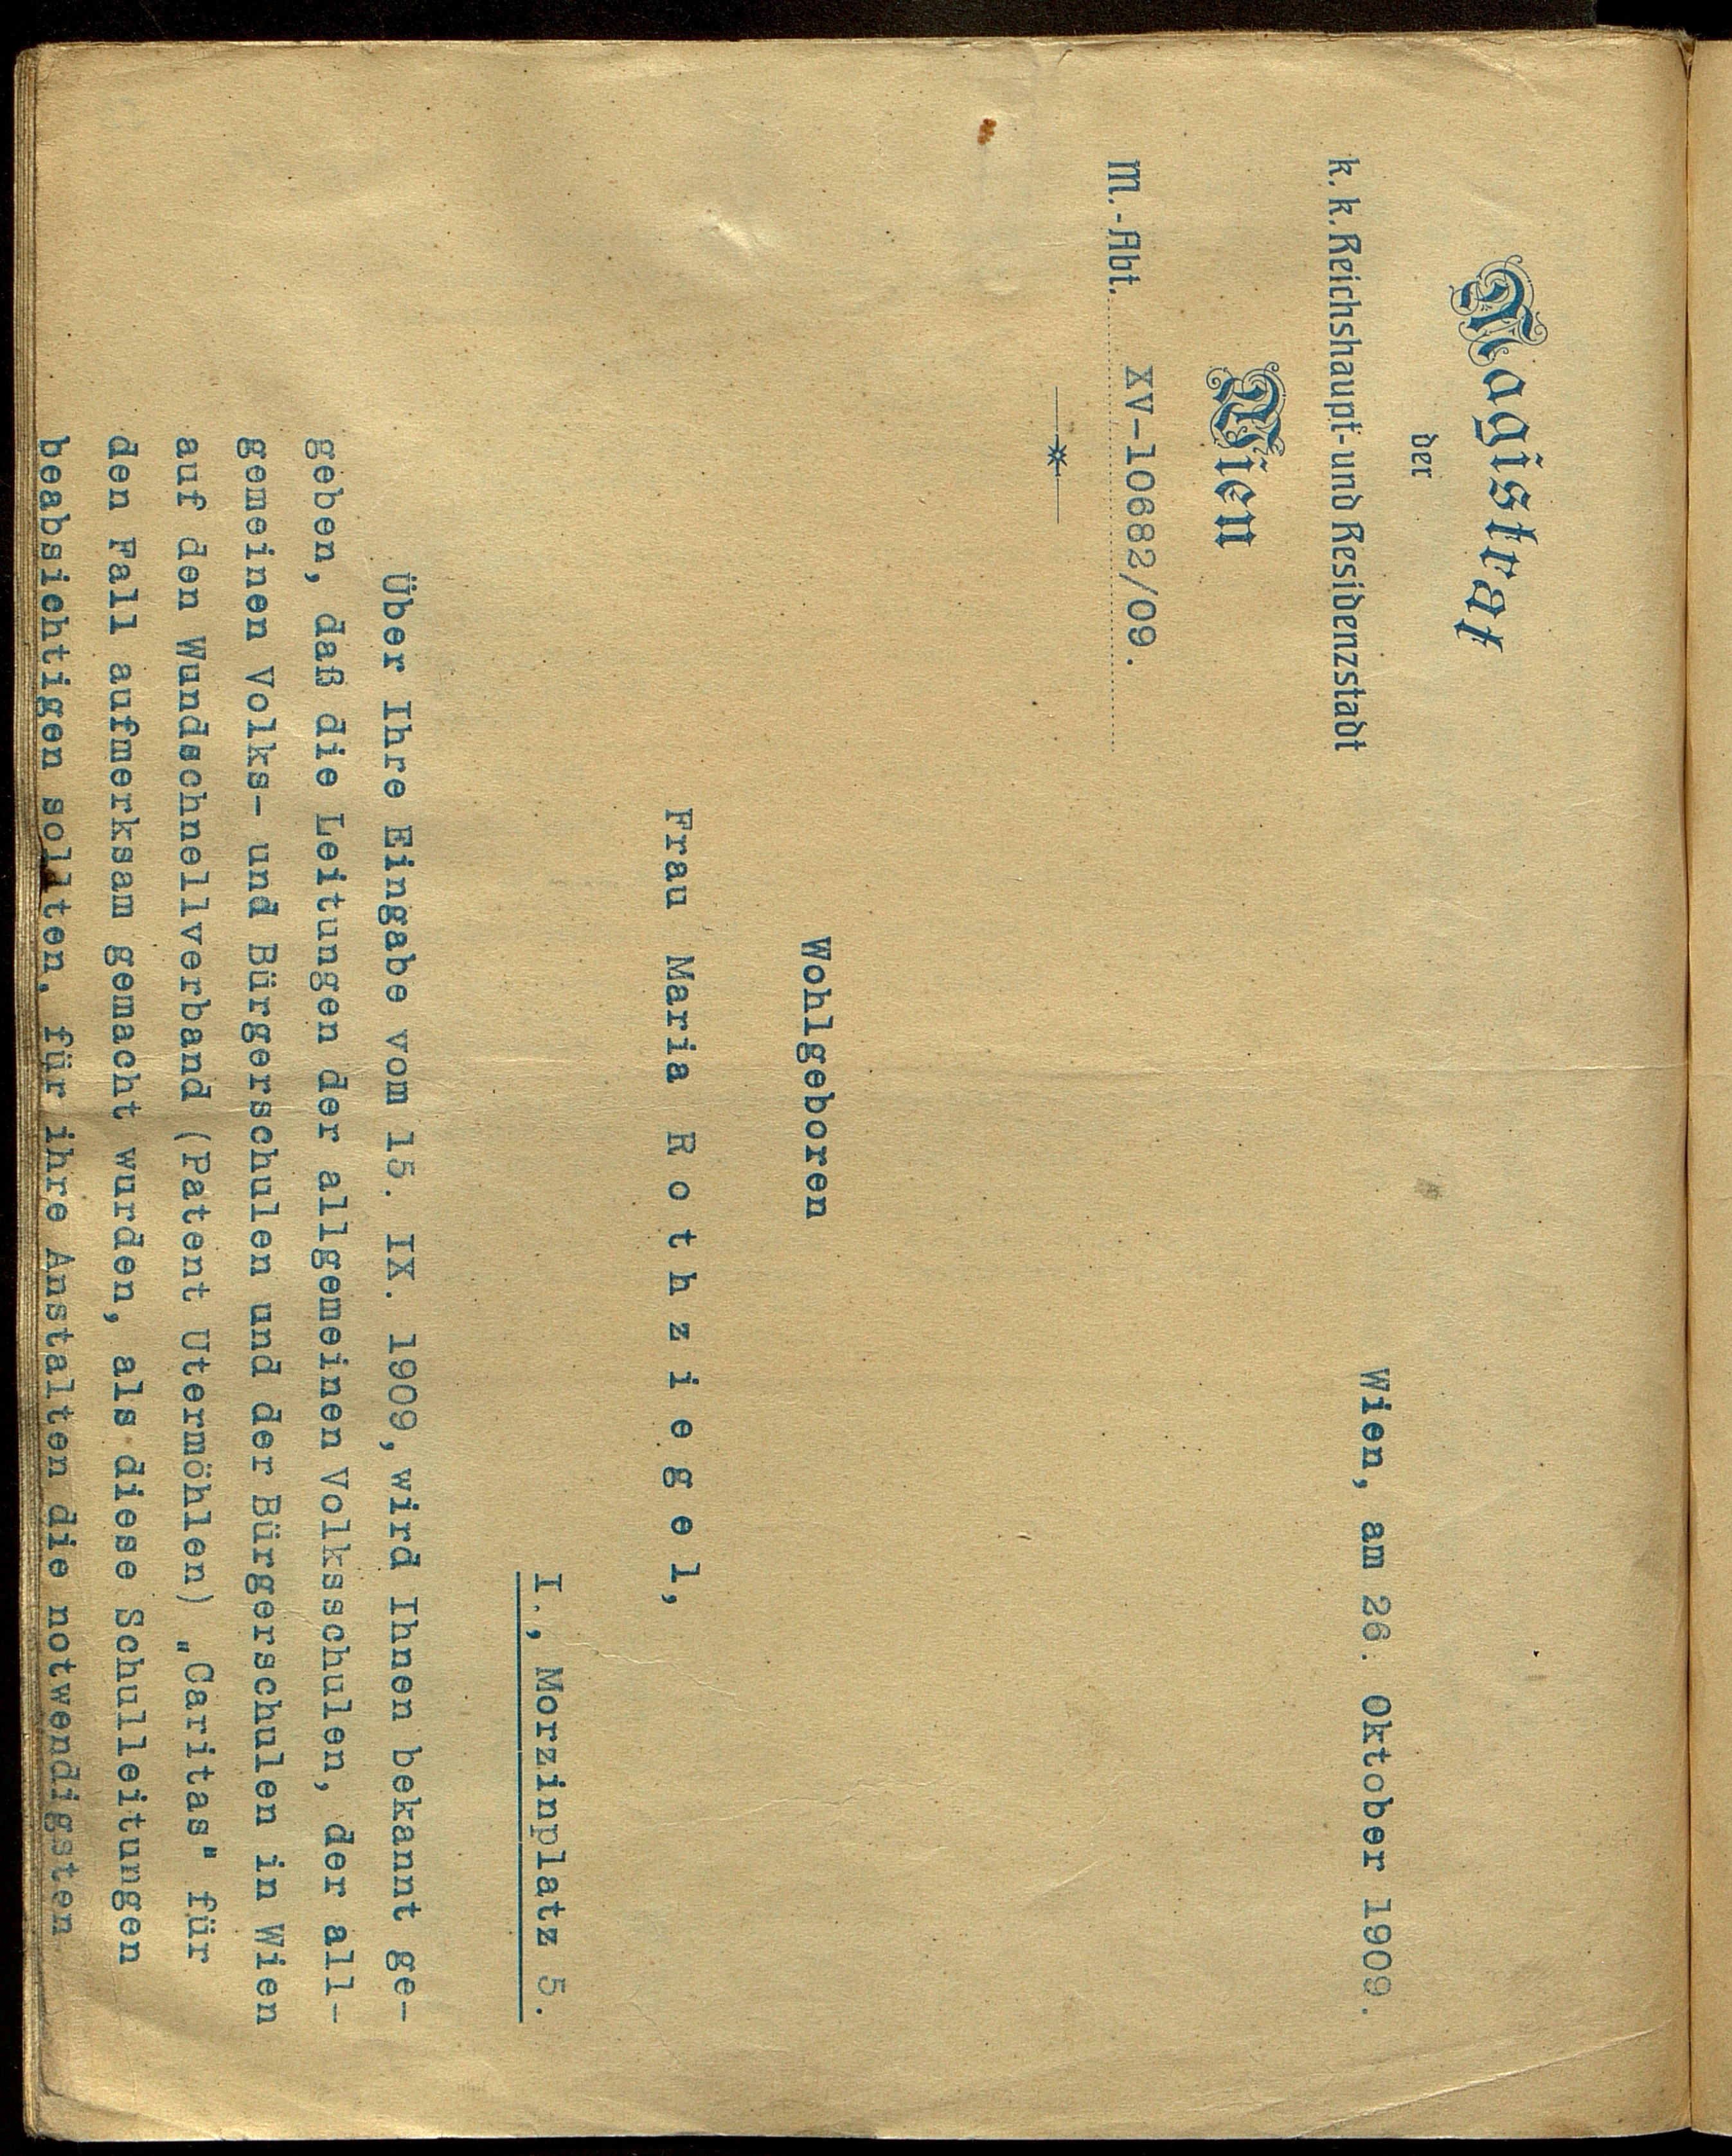 Magistrat
der
k. k. Reichshaupt- und Residenzstadt
Wien
M.-Abt. XV-10682/09.
Wien, am 26. Oktober 1909.
Wohlgeboren
Frau Maria Rothziegel,
I., Morzinplatz 5.
Über Ihre Eingabe vom 15. IX. 1909, wird Ihnen bekannt ge-
geben, daß die Leitungen der allgemeinen Volksschulen, der all-
gemeinen Volks- und Bürgerschulen und der Bürgerschulen in Wien
auf den Wundschnellverband (Patent Utermöhlen) „Caritas" für
den Fall aufmerksam gemacht wurden, als diese Schulleitungen
beabsichtigen sollten, für ihre Anstalten die notwendigsten